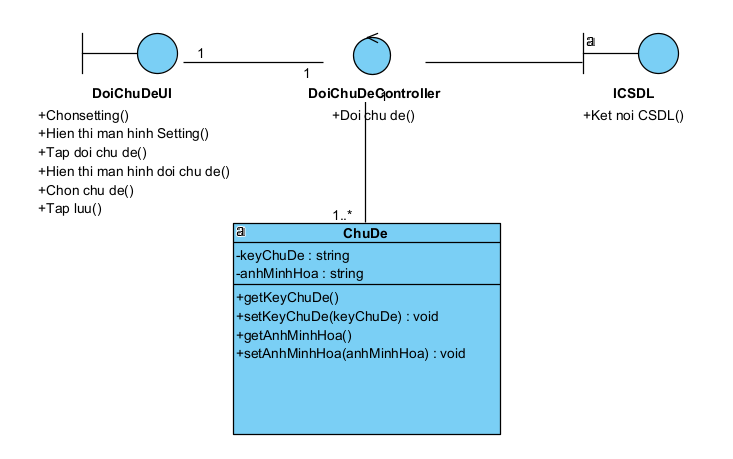 a
1
1
DoiChuDeUI
DoiChuDeController
ICSDL
+Chonsetting()
+Hien thi man hinh Setting()
+Tap doi chu de()
+Hien thi man hinh doi chu de()
+Chon chu de()
+Tap luu()
1
+Doi chu de()
+Ket noi CSDL()
1..*
a
ChuDe
-keyChuDe : string
-anhMinhHoa : string
+getKeyChuDe()
+setKeyChuDe(keyChuDe) : void
+getAnhMinhHoa()
+setAnhMinhHoa(anhMinhHoa) : void